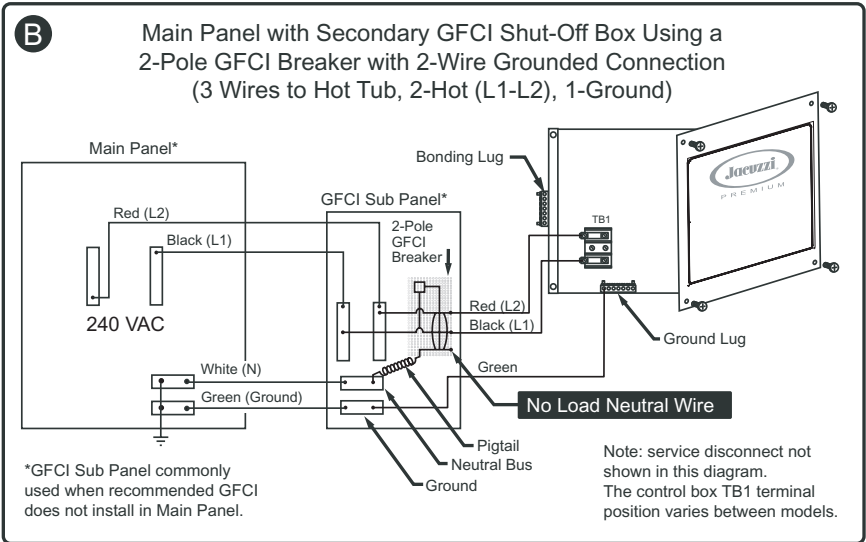 B
Main Panel with Secondary GFCI Shut-Off Box Using a
2-Pole GFCI Breaker with 2-Wire Grounded Connection
(3 Wires to Hot Tub, 2-Hot (L1-L2), 1-Ground)
Main Panel*
Red (L2)
Black (L1)
240 VAC
White (N)
Green (Ground)
GFCI Sub Panel*
2-Pole
GFCI
Breaker
Bonding Lug
TB1
Jacuzzi
PREMIUM
Red (L2)
Black (L1)
Ground Lug
Green
No Load Neutral Wire
Pigtail
Neutral Bus
Ground
*GFCI Sub Panel commonly
used when recommended GFCI
does not install in Main Panel.
Note: service disconnect not
shown in this diagram.
The control box TB1 terminal
position varies between models.